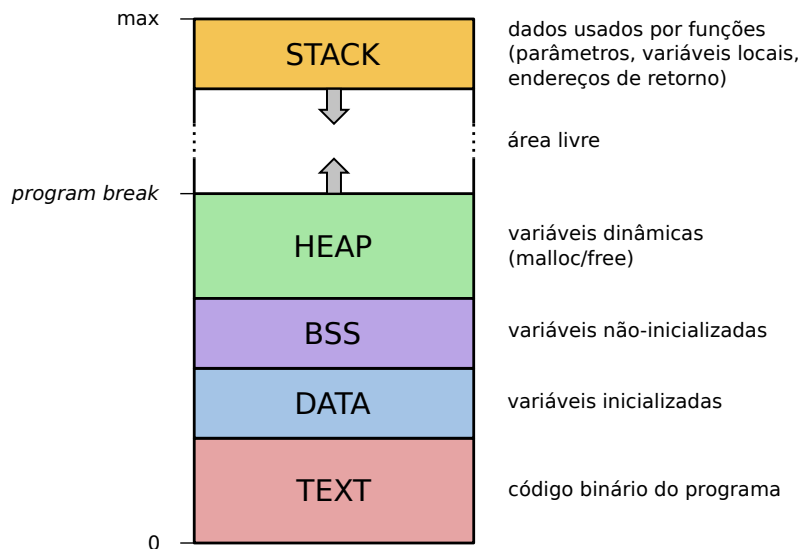 max
STACK
dados usados por funções
(parâmetros, variáveis locais,
endereços de retorno)
área livre
program break
HEAP
variáveis dinâmicas
(malloc/free)
BSS
variáveis não-inicializadas
DATA
variáveis inicializadas
TEXT
código binário do programa
0